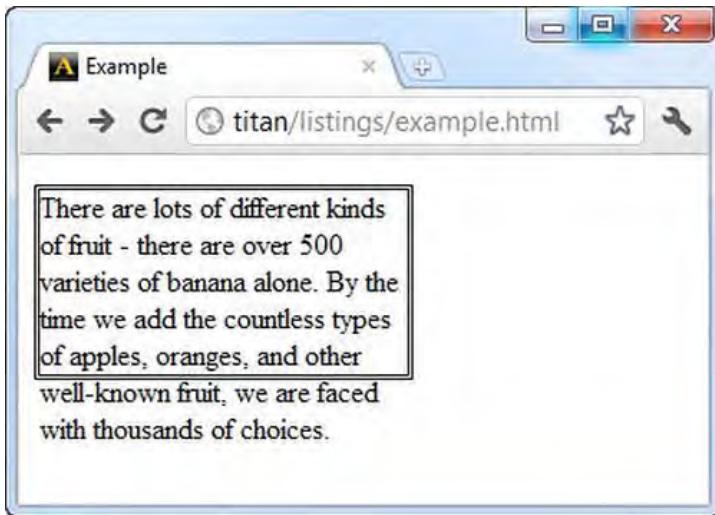 Example
titan/listings/example.html
There are lots of different kinds
of fruit - there are over 500
varieties of banana alone. By the
time we add the countless types
of apples, oranges, and other
well-known fruit, we are faced
with thousands of choices.